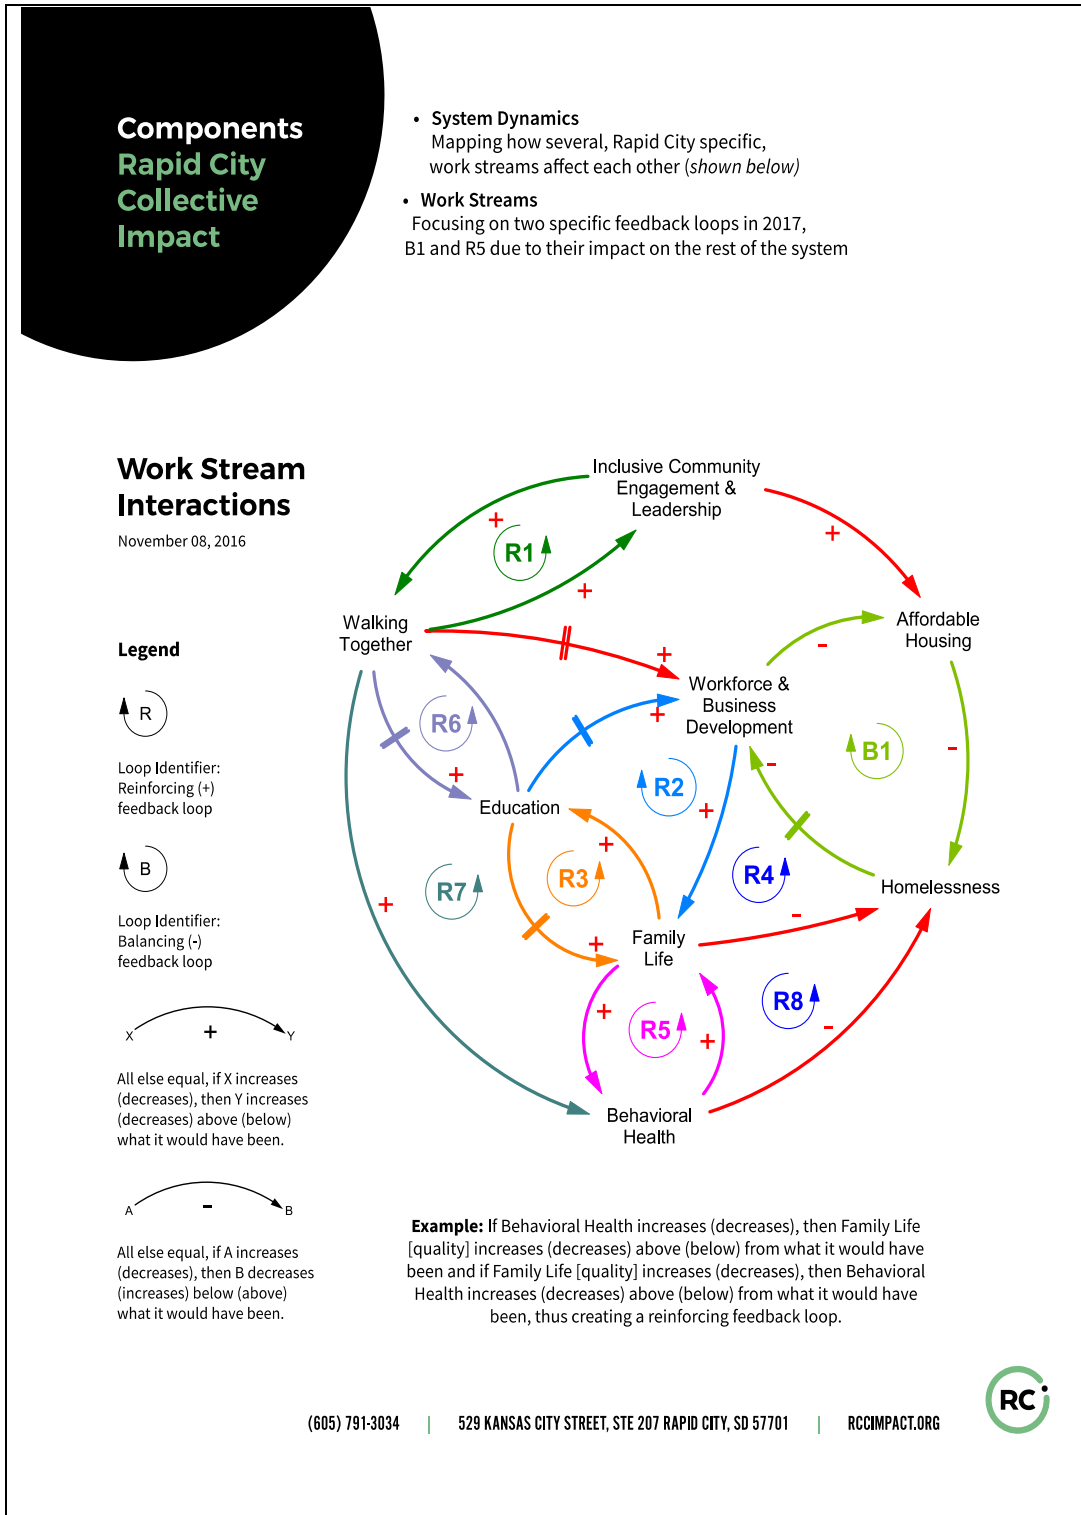 Components
Rapid City
Collective
Impact
• System Dynamics
Mapping how several, Rapid City specific,
work streams affect each other (shown below)
• Work Streams
Focusing on two specific feedback loops in 2017,
B1 and R5 due to their impact on the rest of the system
Work Stream
Interactions
November 08, 2016
Legend
R
Loop Identifier:
Reinforcing (+)
feedback loop
B
Loop Identifier:
Balancing (-)
feedback loop
X + Y
All else equal, if X increases
(decreases), then Y increases
(decreases) above (below)
what it would have been.
A - B
All else equal, if A increases
(decreases), then B decreases
(increases) below (above)
what it would have been.
Inclusive Community
Engagement &
Leadership
+
R1
+
+
Walking
Together
Affordable
Housing
+
-
Workforce &
Business
Development
R6
+
B1
-
-
+
R2
+
Education
+
R3
R4
R7
+
Homelessness
-
Family
Life
+
R8
+
R5
+
-
Behavioral
Health
Example: If Behavioral Health increases (decreases), then Family Life
[quality] increases (decreases) above (below) from what it would have
been and if Family Life [quality] increases (decreases), then Behavioral
Health increases (decreases) above (below) from what it would have
been, thus creating a reinforcing feedback loop.
RC
(605) 791-3034 | 529 KANSAS CITY STREET, STE 207 RAPID CITY, SD 57701 | RCCIMPACT.ORG